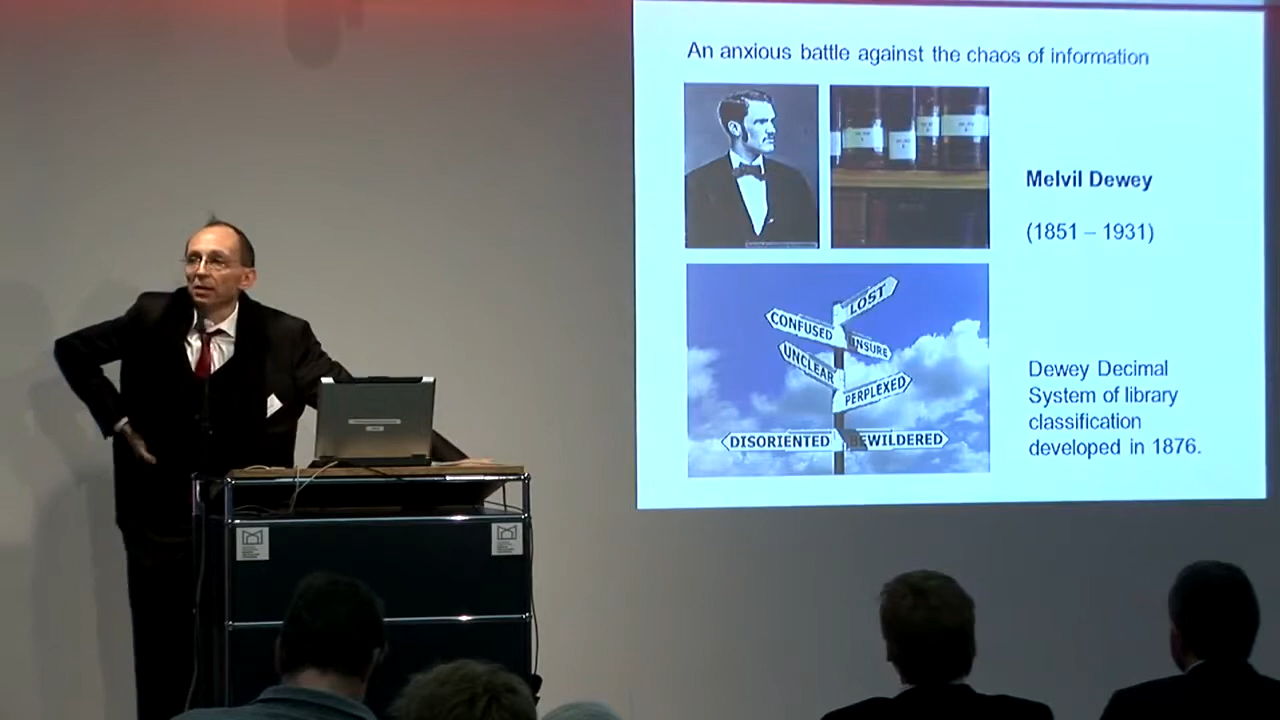 An anxious battle against the chaos of information
Melvil Dewey
(1851 – 1931)
LOST
CONFUSED
INSURE
UNCLEAR
PERPLEXED
DISORIENTED
BEWILDERED
Dewey Decimal
System of library
classification
developed in 1876.